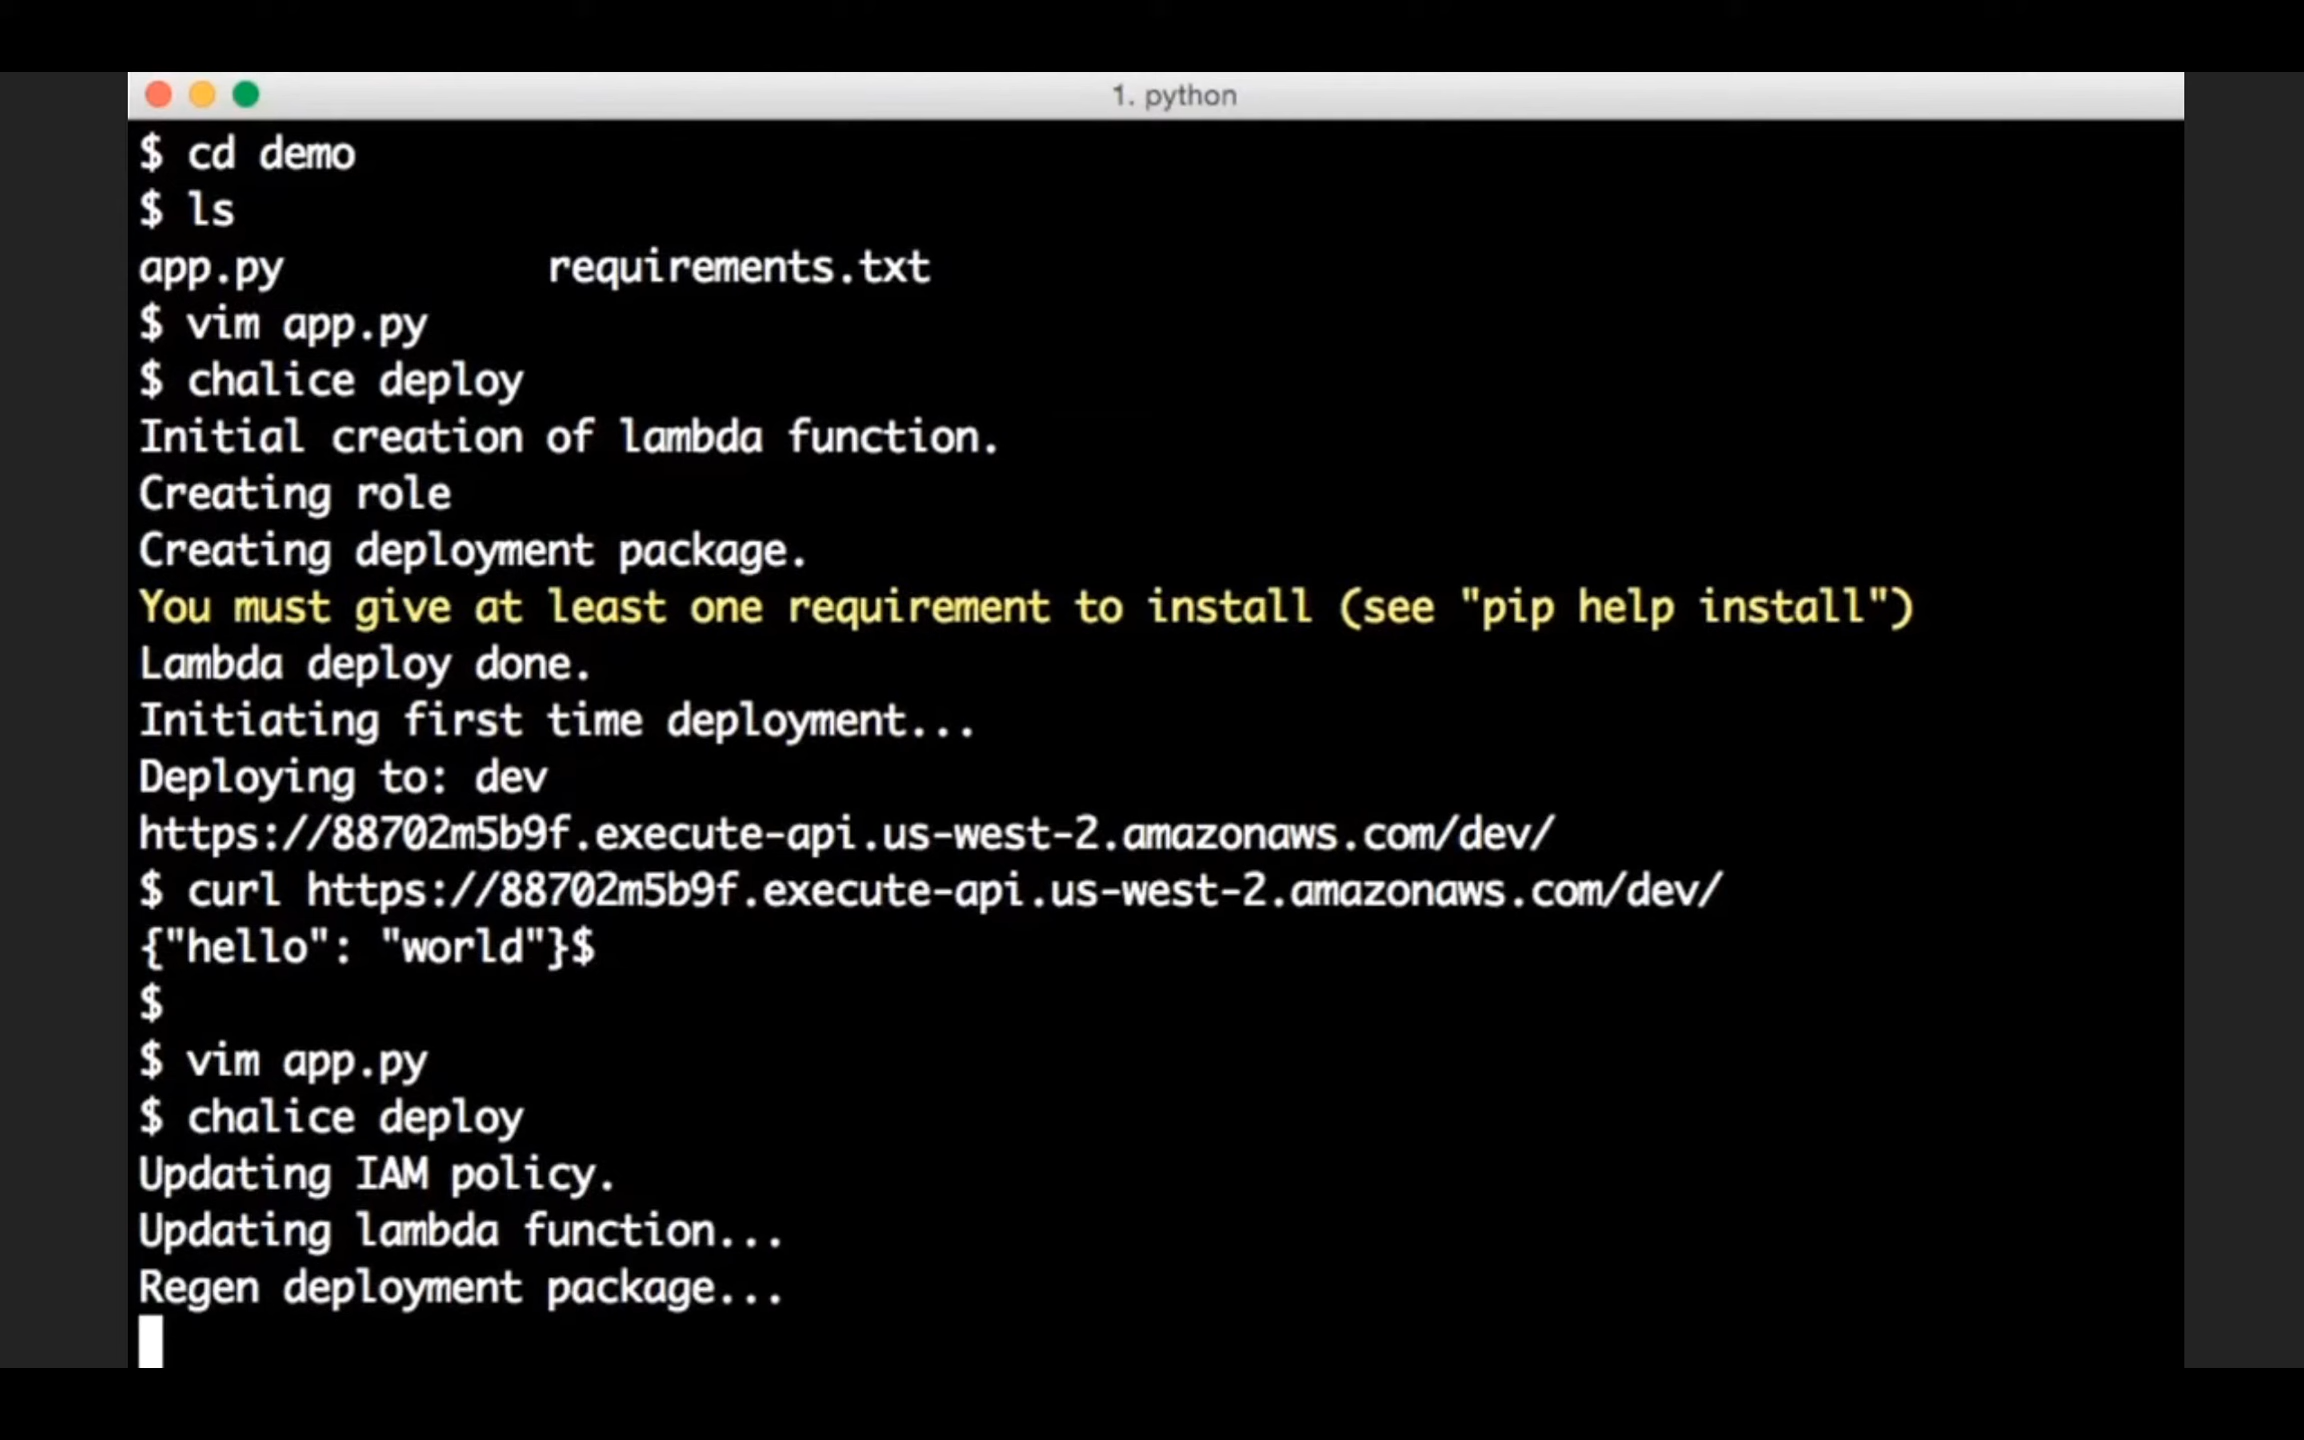 1. python
$ cd demo
$ ls
app.py requirements.txt
$ vim app.py
$ chalice deploy
Initial creation of lambda function.
Creating role
Creating deployment package.
You must give at least one requirement to install (see "pip help install")
Lambda deploy done.
Initiating first time deployment...
Deploying to: dev
https://88702m5b9f.execute-api.us-west-2.amazonaws.com/dev/
$ curl https://88702m5b9f.execute-api.us-west-2.amazonaws.com/dev/
{"hello": "world"}$
$
$ vim app.py
$ chalice deploy
Updating IAM policy.
Updating lambda function...
Regen deployment package...